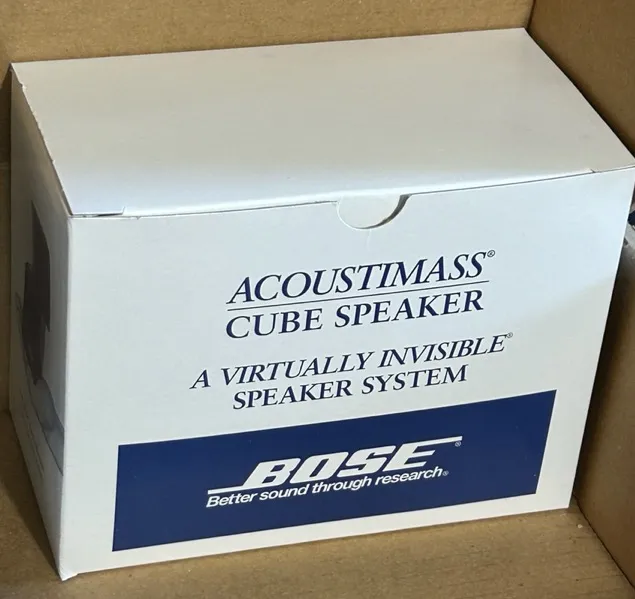 ACOUSTIMASS®
CUBE SPEAKER
A VIRTUALLY INVISIBLE®
SPEAKER SYSTEM
BOSE®
Better sound through research®